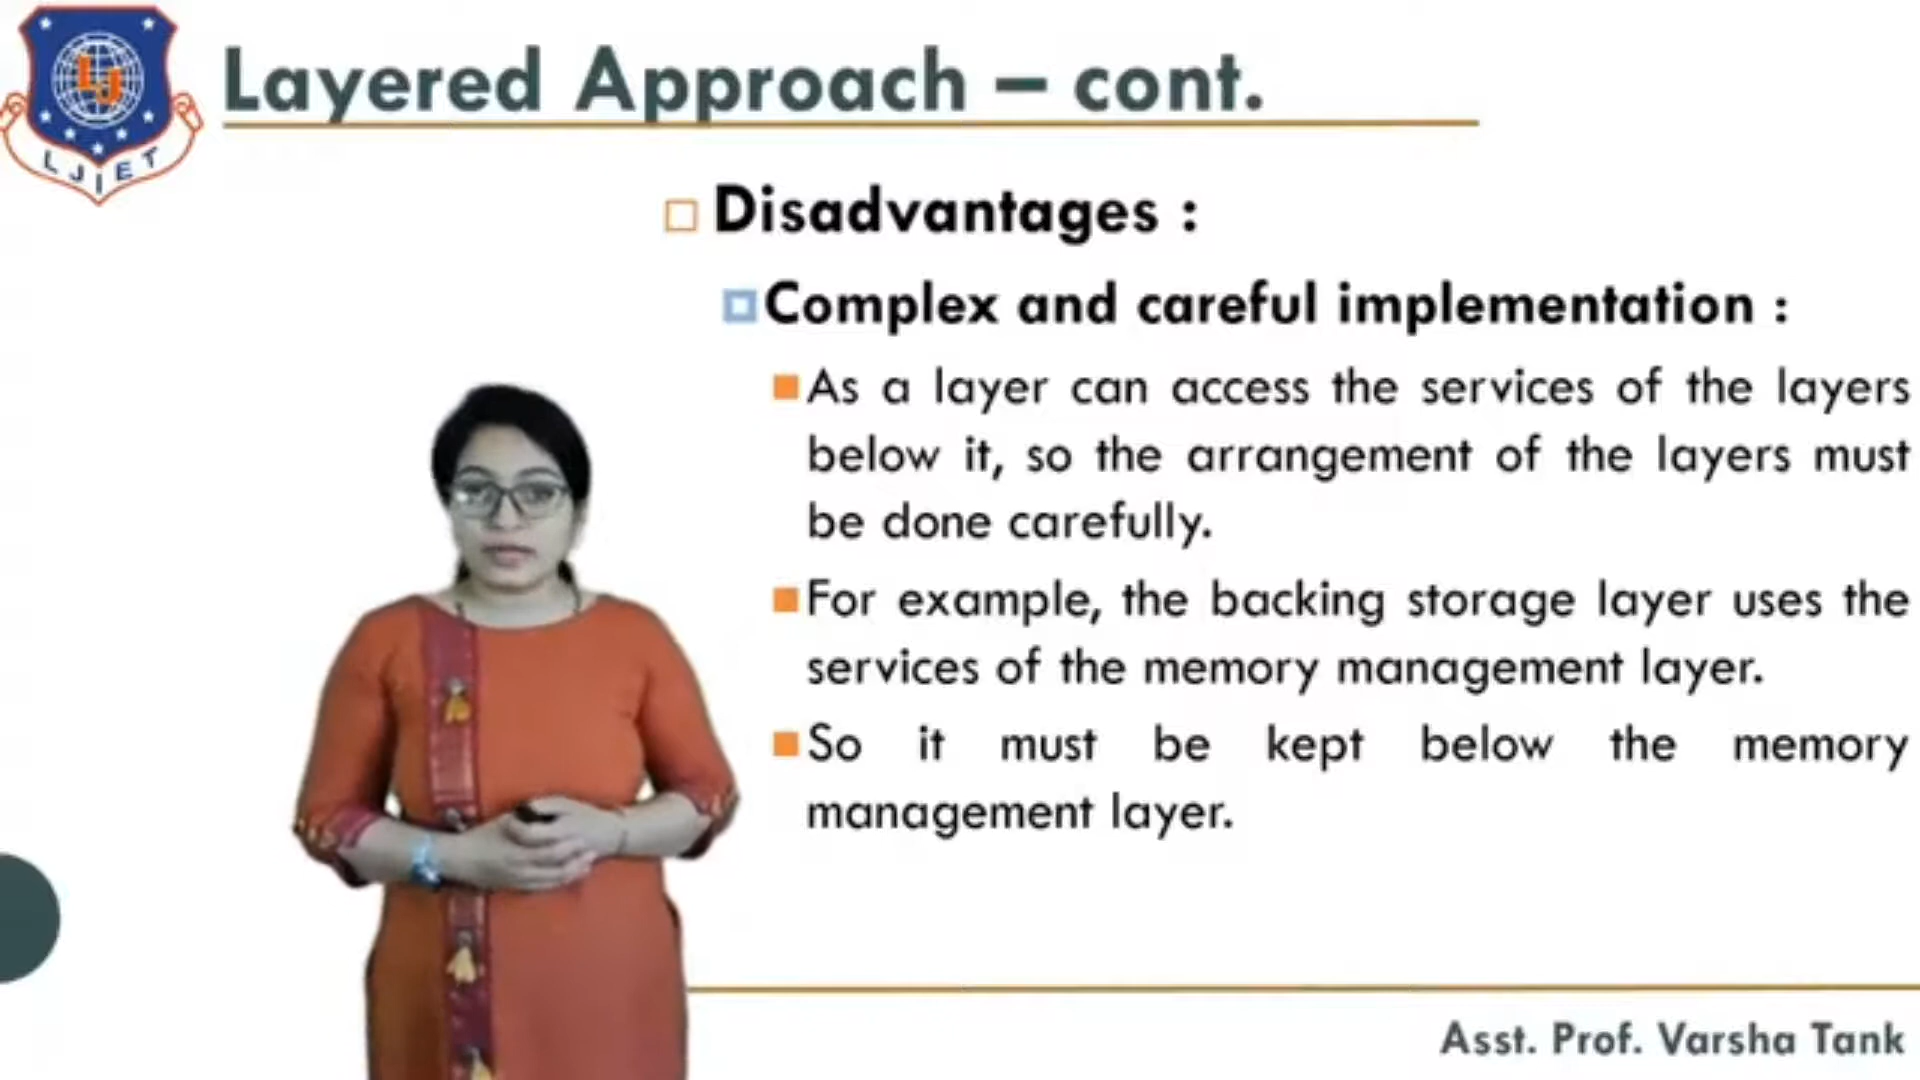 LJ
LJIET
Layered Approach – cont.
Disadvantages :
Complex and careful implementation :
As a layer can access the services of the layers
below it, so the arrangement of the layers must
be done carefully.
For example, the backing storage layer uses the
services of the memory management layer.
So it must be kept below the memory
management layer.
Asst. Prof. Varsha Tank